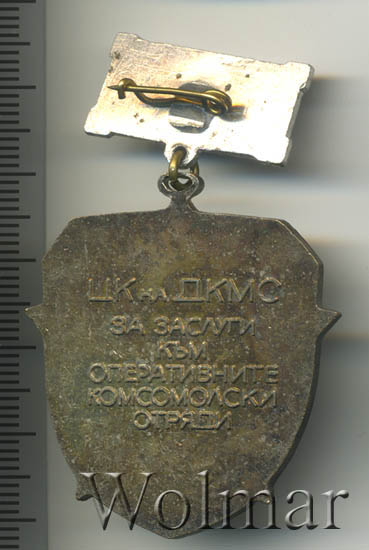 ЦК НА ДКМС
ЗА ЗАСЛУГИ
КЪМ
ОПЕРАТИВНИТЕ
КОМСОМОЛСКИ
ОТРЯДИ
Wolmar